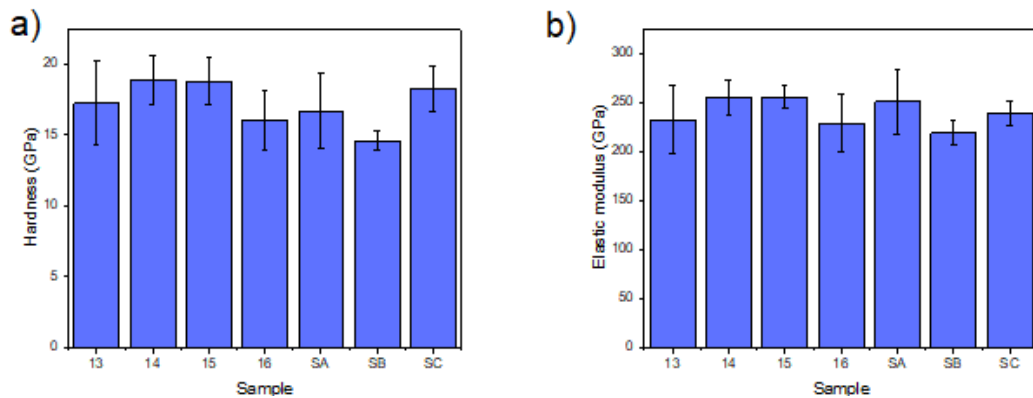 a)
Hardness (GPa)
20
15
10
5
0
13 14 15 16 SA SB SC
Sample
b)
Elastic modulus (GPa)
300
250
200
150
100
50
0
13 14 15 16 SA SB SC
Sample